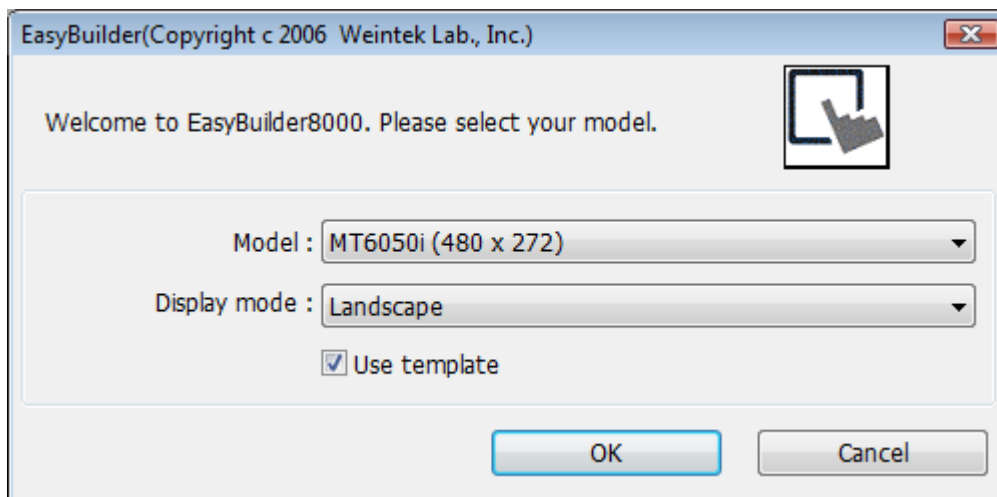 EasyBuilder(Copyright c 2006  Weintek Lab., Inc.)
Welcome to EasyBuilder8000. Please select your model.
Model : MT6050i (480 x 272)
Display mode : Landscape
Use template
OK Cancel